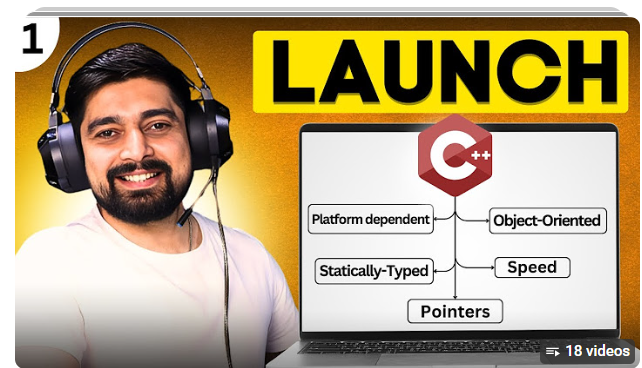 1
LAUNCH
C++
Platform dependent
Object-Oriented
Statically-Typed
Speed
Pointers
18 videos